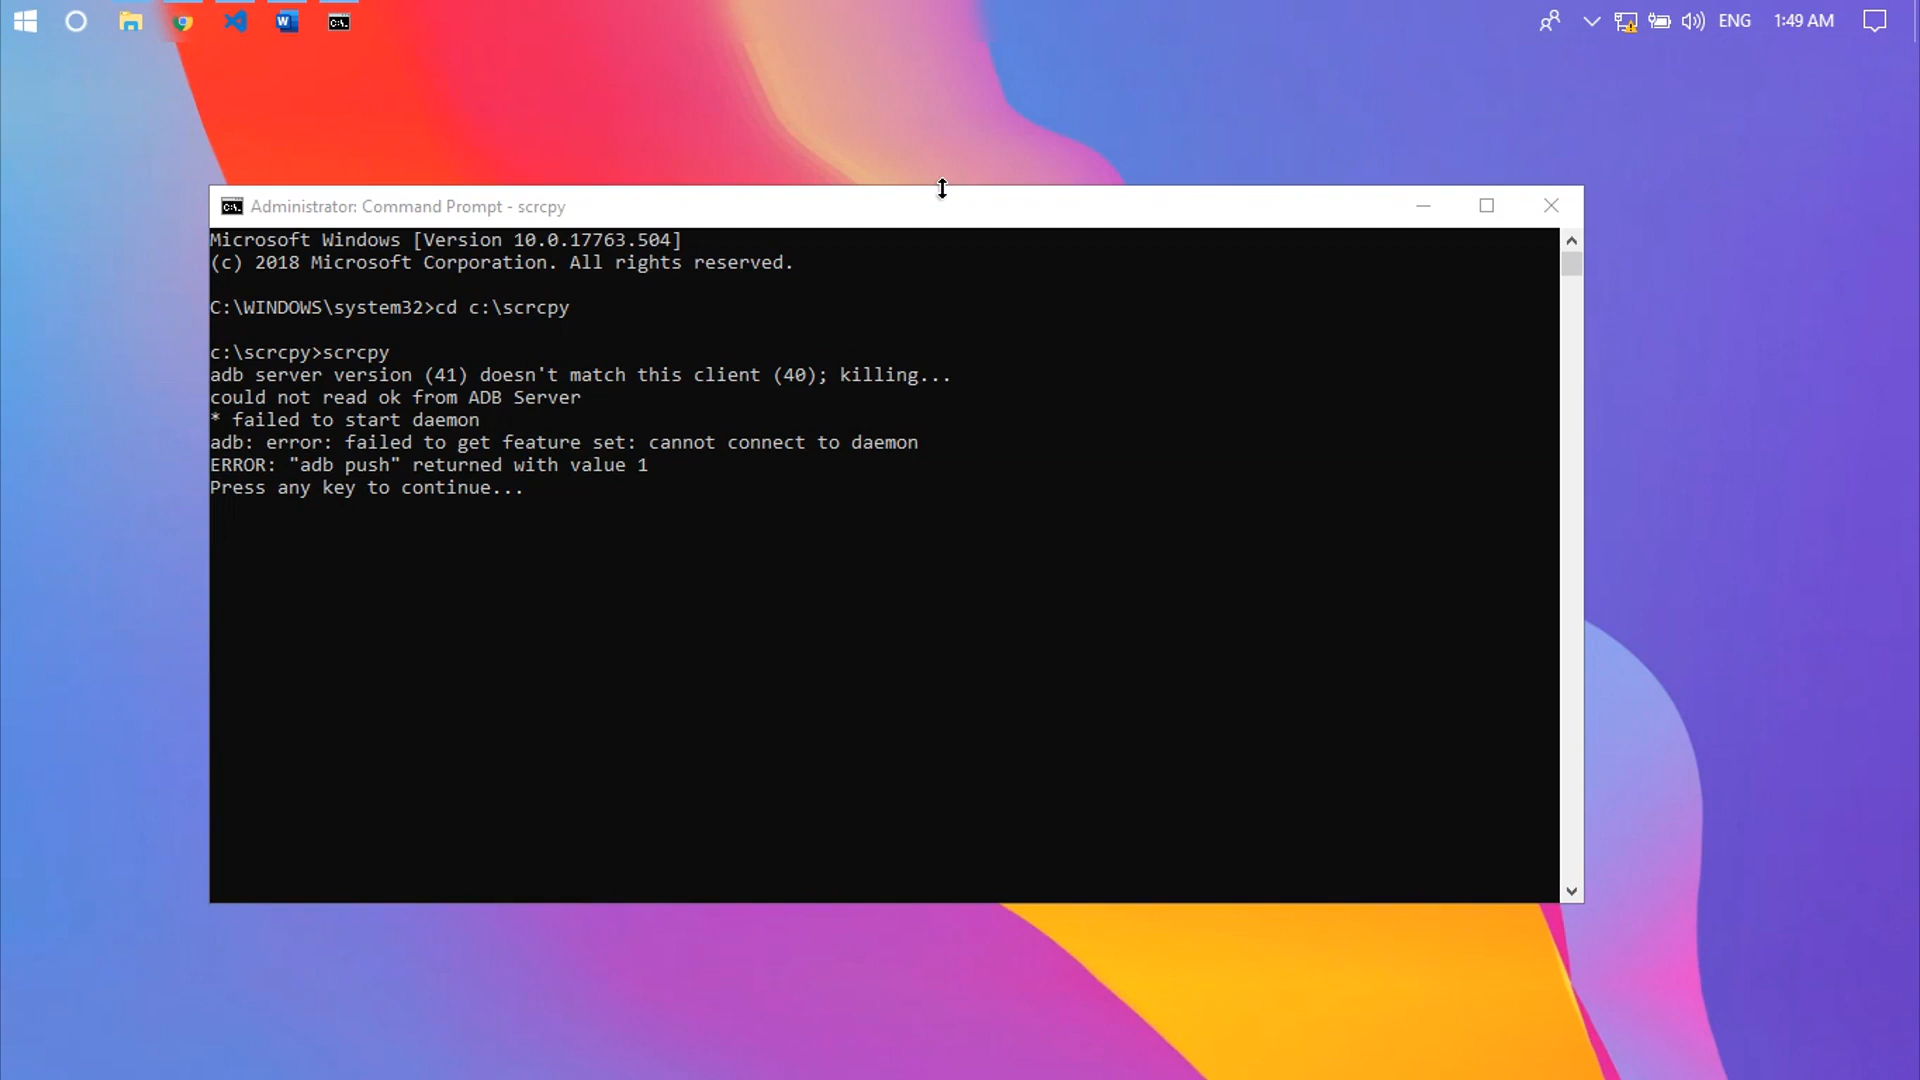 ENG
1:49 AM
Administrator: Command Prompt - scrcpy
Microsoft Windows [Version 10.0.17763.504]
(c) 2018 Microsoft Corporation. All rights reserved.
C:\WINDOWS\system32>cd c:\scrcpy
c:\scrcpy>scrcpy
adb server version (41) doesn't match this client (40); killing...
could not read ok from ADB Server
* failed to start daemon
adb: error: failed to get feature set: cannot connect to daemon
ERROR: "adb push" returned with value 1
Press any key to continue...